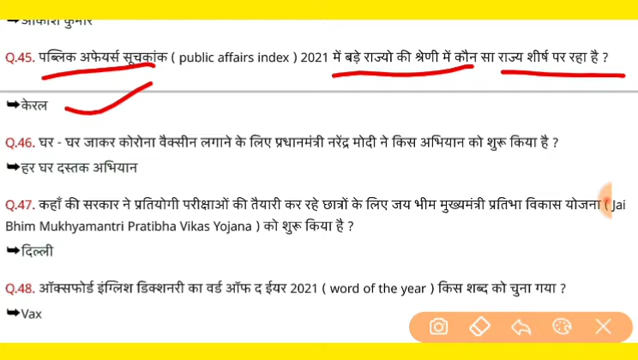 ➡आकाश कुमार
Q.45. पब्लिक अफेयर्स सूचकांक ( public affairs index ) 2021 में बड़े राज्यो की श्रेणी में कौन सा राज्य शीर्ष पर रहा है ?
➡केरल
Q.46. घर - घर जाकर कोरोना वैक्सीन लगाने के लिए प्रधानमंत्री नरेंद्र मोदी ने किस अभियान को शुरू किया है ?
➡हर घर दस्तक अभियान
Q.47. कहाँ की सरकार ने प्रतियोगी परीक्षाओं की तैयारी कर रहे छात्रों के लिए जय भीम मुख्यमंत्री प्रतिभा विकास योजना ( Jai
Bhim Mukhyamantri Pratibha Vikas Yojana ) को शुरू किया है ?
➡दिल्ली
Q.48. ऑक्सफोर्ड इंग्लिश डिक्शनरी का वर्ड ऑफ द ईयर 2021 ( word of the year ) किस शब्द को चुना गया ?
➡Vax